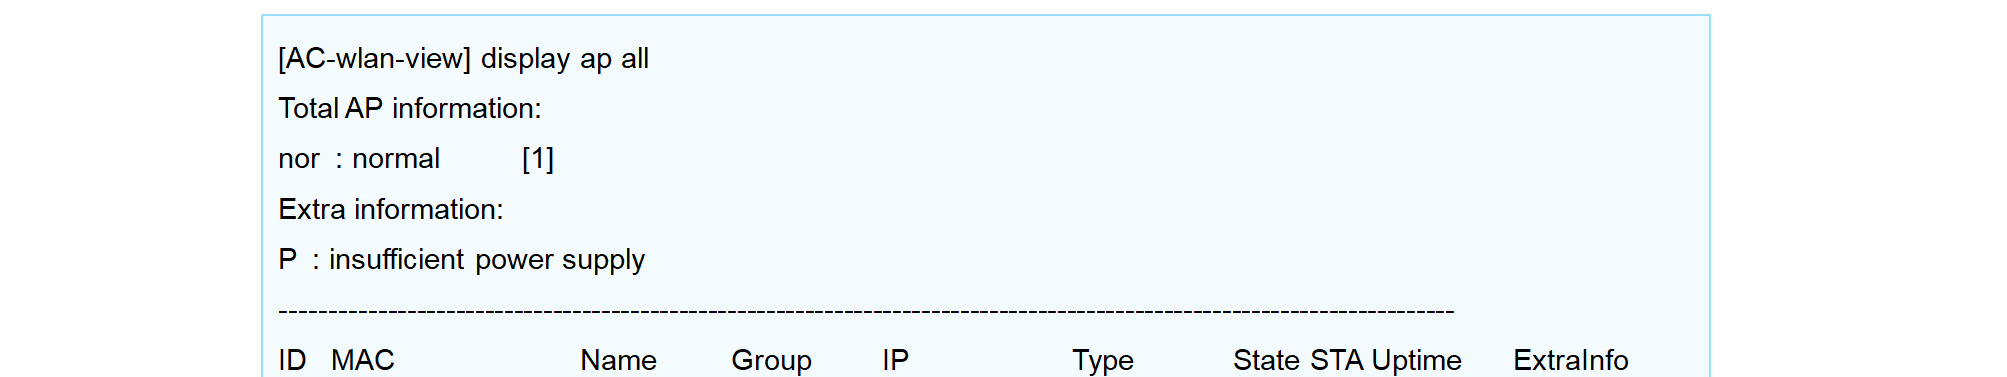 [AC-wlan-view] display ap all
Total AP information:
nor : normal [1]
Extra information:
P : insufficient power supply
--------------------------------------------------------------------------------------------------------------------
ID MAC Name Group IP Type State STA Uptime ExtraInfo